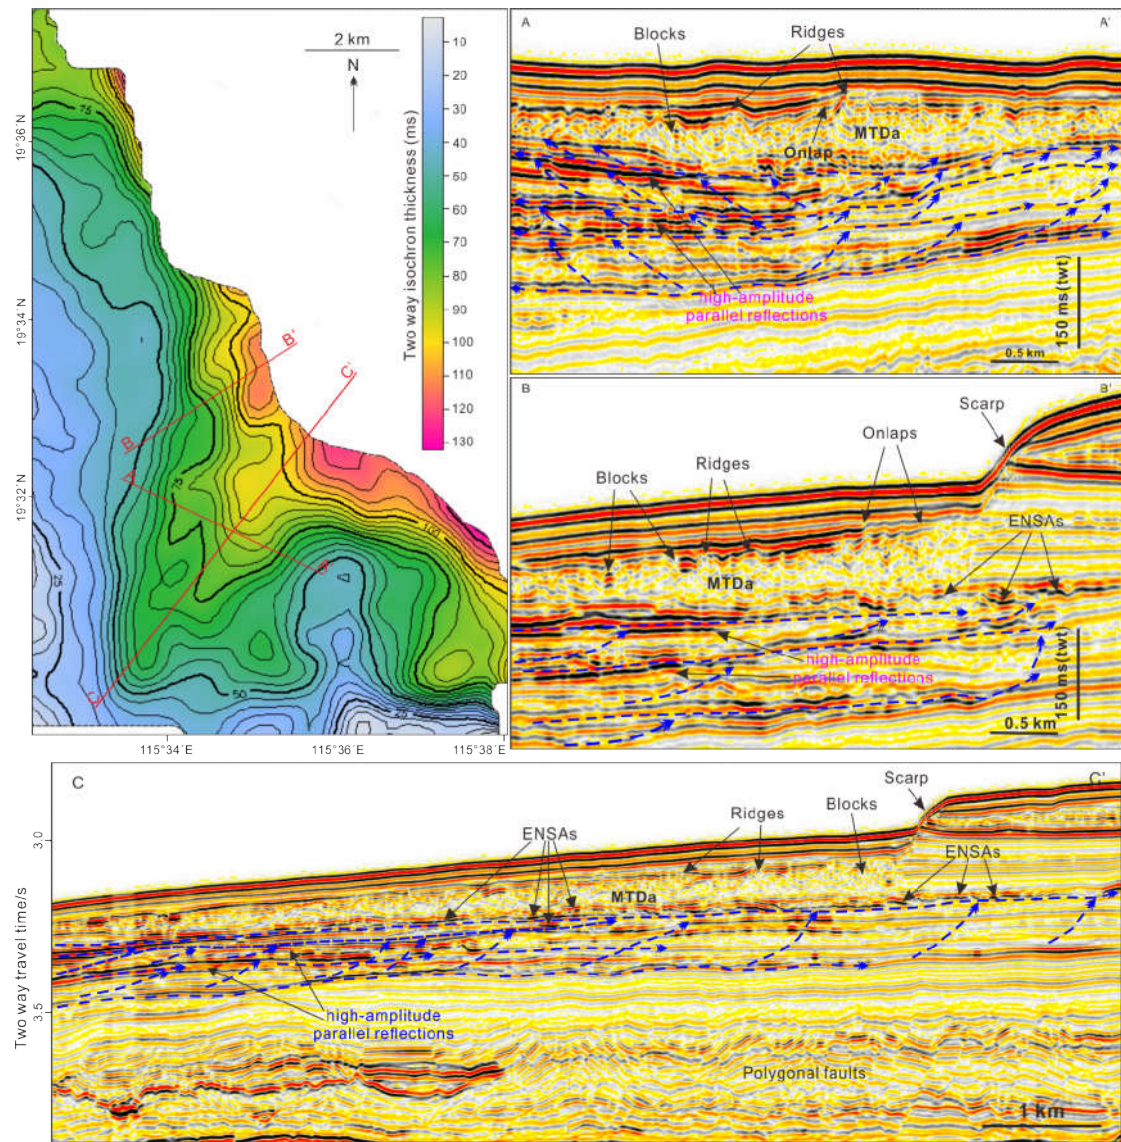 2 km
N
10
20
30
40
50
60
70
80
90
100
110
120
130
Two way isochron thickness (ms)
19°36´N
19°34´N
19°32´N
115°34´E
115°36´E
115°38´E
75
75
100
25
50
25
B
B'
C'
A
C
A
A'
Blocks
Ridges
MTDa
Onlap
high-amplitude
parallel reflections
150 ms(twt)
0.5 km
B
B'
Scarp
Onlaps
Blocks
Ridges
ENSAs
MTDa
high-amplitude
parallel reflections
150 ms(twt)
0.5 km
C
C'
Scarp
Blocks
Ridges
ENSAs
ENSAs
MTDa
high-amplitude
parallel reflections
Polygonal faults
1 km
3.0
3.5
Two way travel time/s